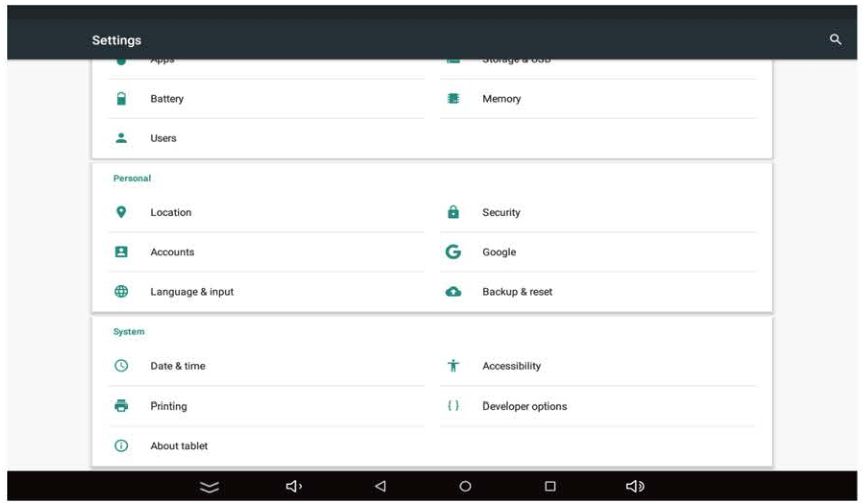 Settings
Apps Storage & USB
Battery Memory
Users
Personal
Location Security
Accounts Google
Language & input Backup & reset
System
Date & time Accessibility
Printing Developer options
About tablet